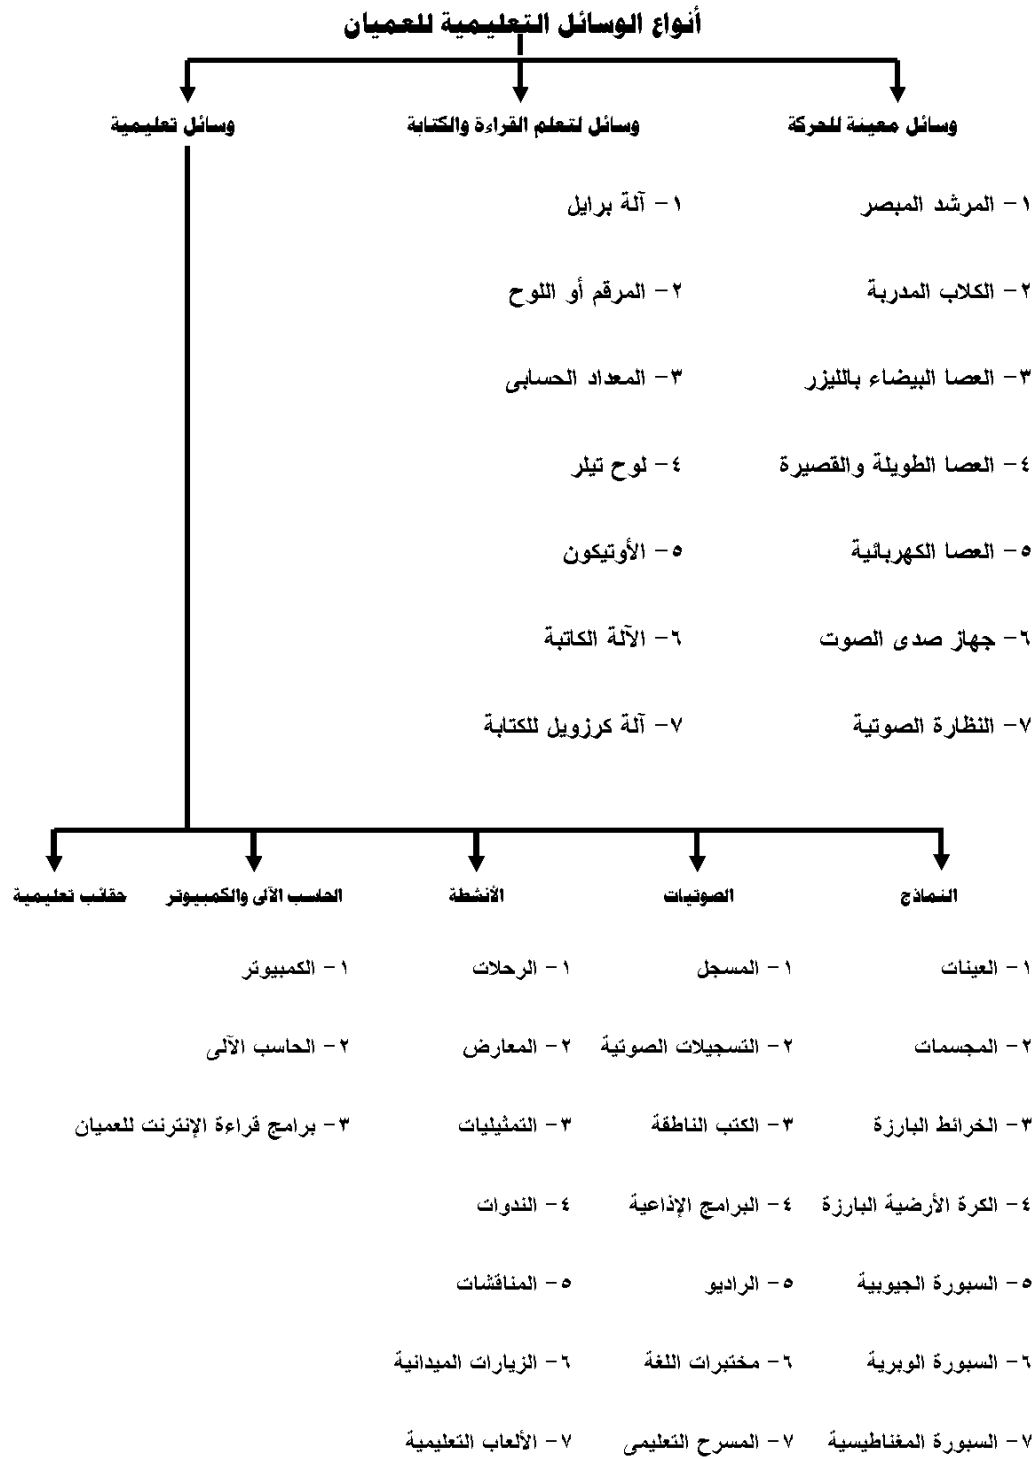 أنواع الوسائل التعليمية للعميان
وسائل معينة للحركة
١- المرشد المبصر
٢- الكلاب المدربة
٣- العصا البيضاء بالليزر
٤- العصا الطويلة والقصيرة
٥- العصا الكهربائية
٦- جهاز صدى الصوت
٧- النظارة الصوتية
وسائل لتعلم القراءة والكتابة
١- آلة برايل
٢- المرقم أو اللوح
٣- المعداد الحسابى
٤- لوح تيلر
٥- الأوتيكون
٦- الآلة الكاتبة
٧- آلة كرزويل للكتابة
وسائل تعليمية
النماذج
١- العينات
٢- المجسمات
٣- الخرائط البارزة
٤- الكرة الأرضية البارزة
٥- السبورة الجيوبية
٦- السبورة الوبرية
٧- السبورة المغناطيسية
الصوتيات
١- المسجل
٢- التسجيلات الصوتية
٣- الكتب الناطقة
٤- البرامج الإذاعية
٥- الراديو
٦- مختبرات اللغة
٧- المسرح التعليمى
الأنشطة
١- الرحلات
٢- المعارض
٣- التمثيليات
٤- الندوات
٥- المناقشات
٦- الزيارات الميدانية
٧- الألعاب التعليمية
الحاسب الآلى والكمبيوتر
١- الكمبيوتر
٢- الحاسب الآلى
٣- برامج قراءة الإنترنت للعميان
حقائب تعليمية